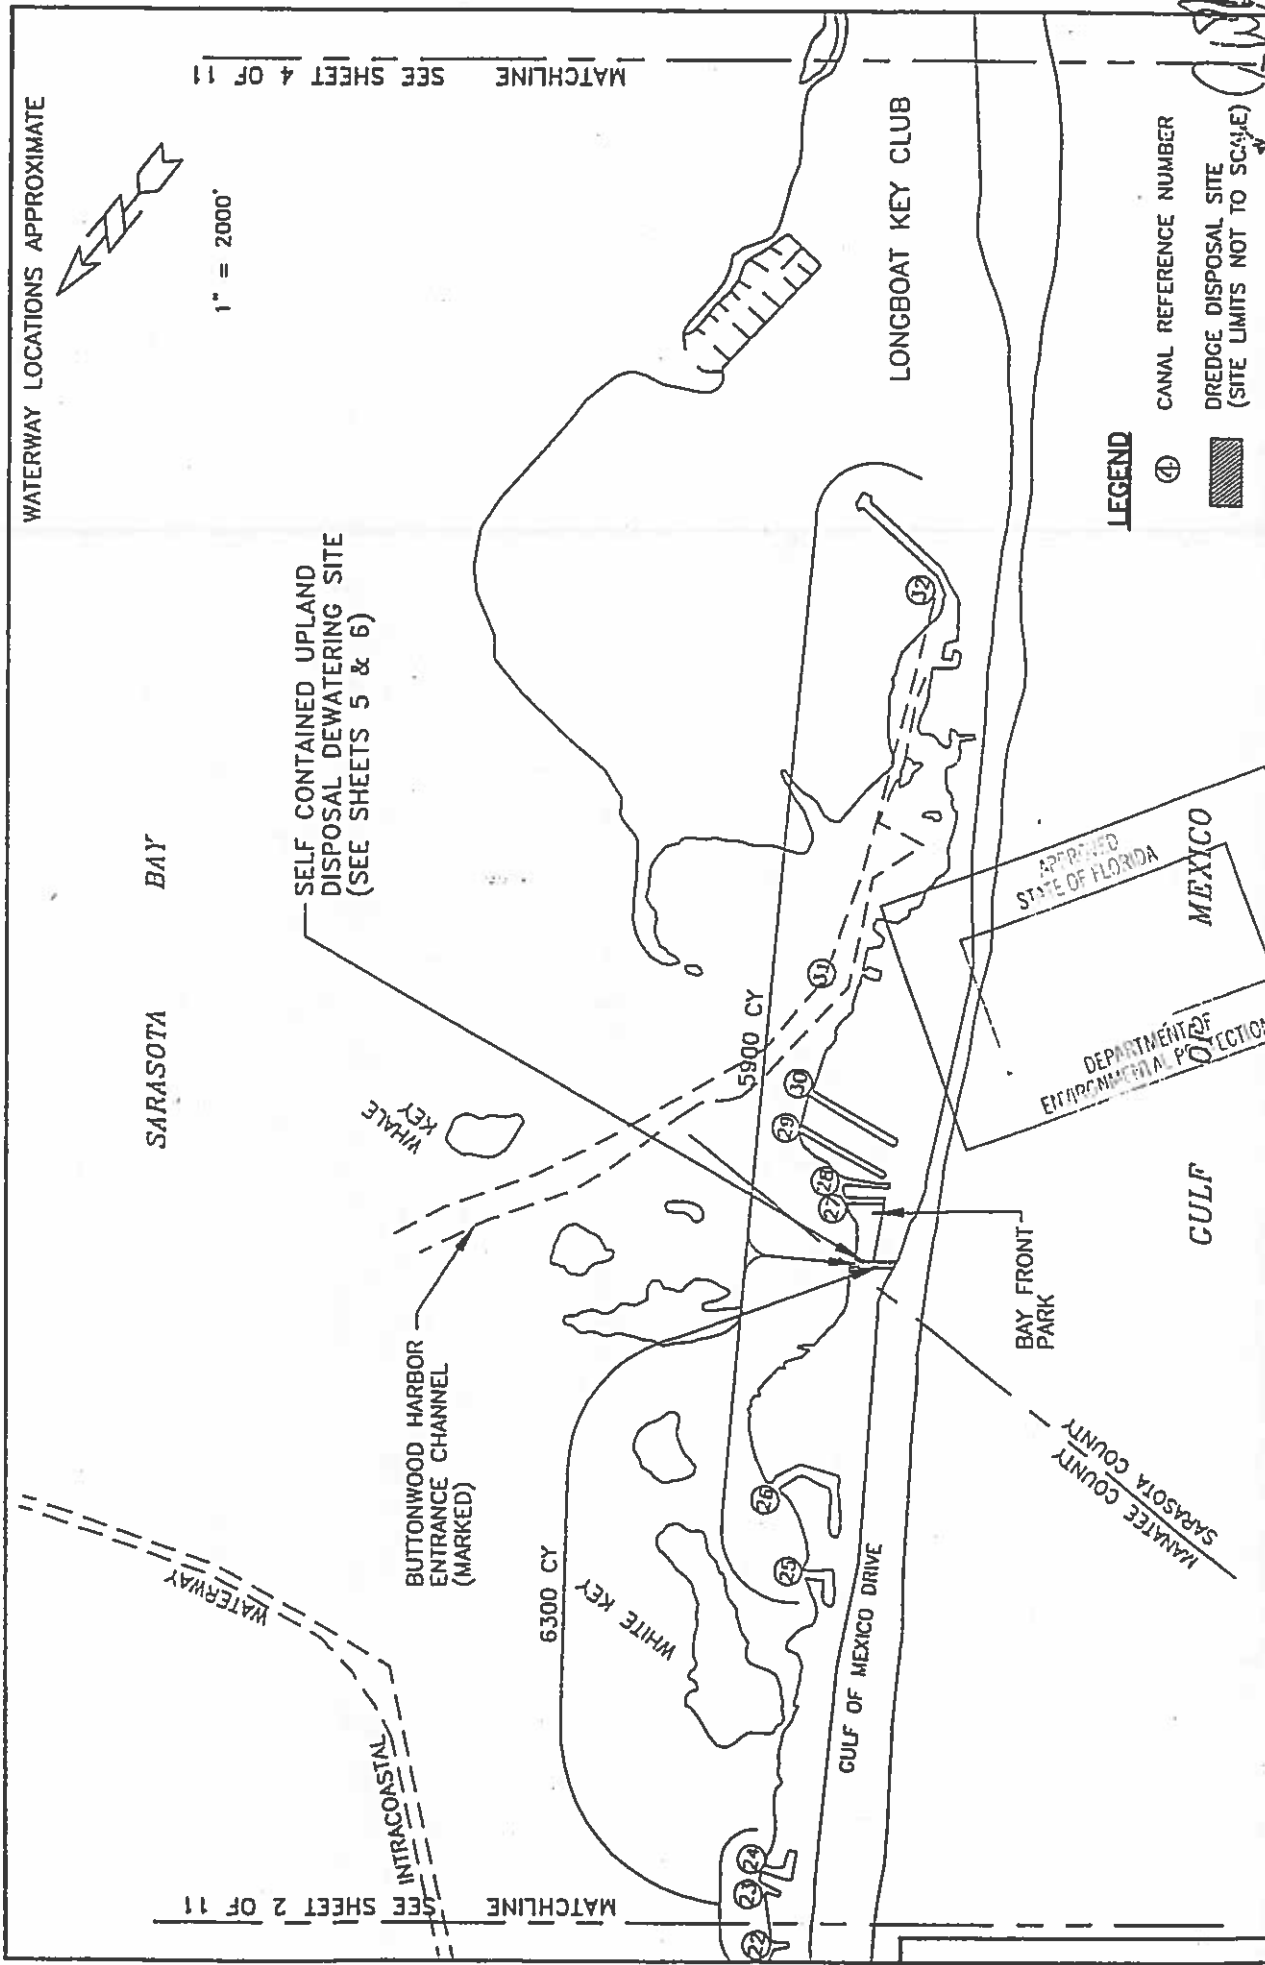 WATERWAY LOCATIONS APPROXIMATE
1" = 2000'
MATCHLINE SEE SHEET 4 OF 11
SARASOTA BAY
SELF CONTAINED UPLAND
DISPOSAL DEWATERING SITE
(SEE SHEETS 5 & 6)
WHALE
KEY
BUTTONWOOD HARBOR
ENTRANCE CHANNEL
(MARKED)
INTRACOASTAL WATERWAY
MATCHLINE SEE SHEET 2 OF 11
6300 CY
WHITE KEY
5900 CY
22
23
24
25
26
27
28
29
30
31
32
LONGBOAT KEY CLUB
GULF OF MEXICO DRIVE
BAY FRONT
PARK
MANATEE COUNTY
SARASOTA COUNTY
GULF OF MEXICO
APPROVED
STATE OF FLORIDA
DEPARTMENT OF
ENVIRONMENTAL PROTECTION
LEGEND
4 CANAL REFERENCE NUMBER
DREDGE DISPOSAL SITE
(SITE LIMITS NOT TO SCALE)